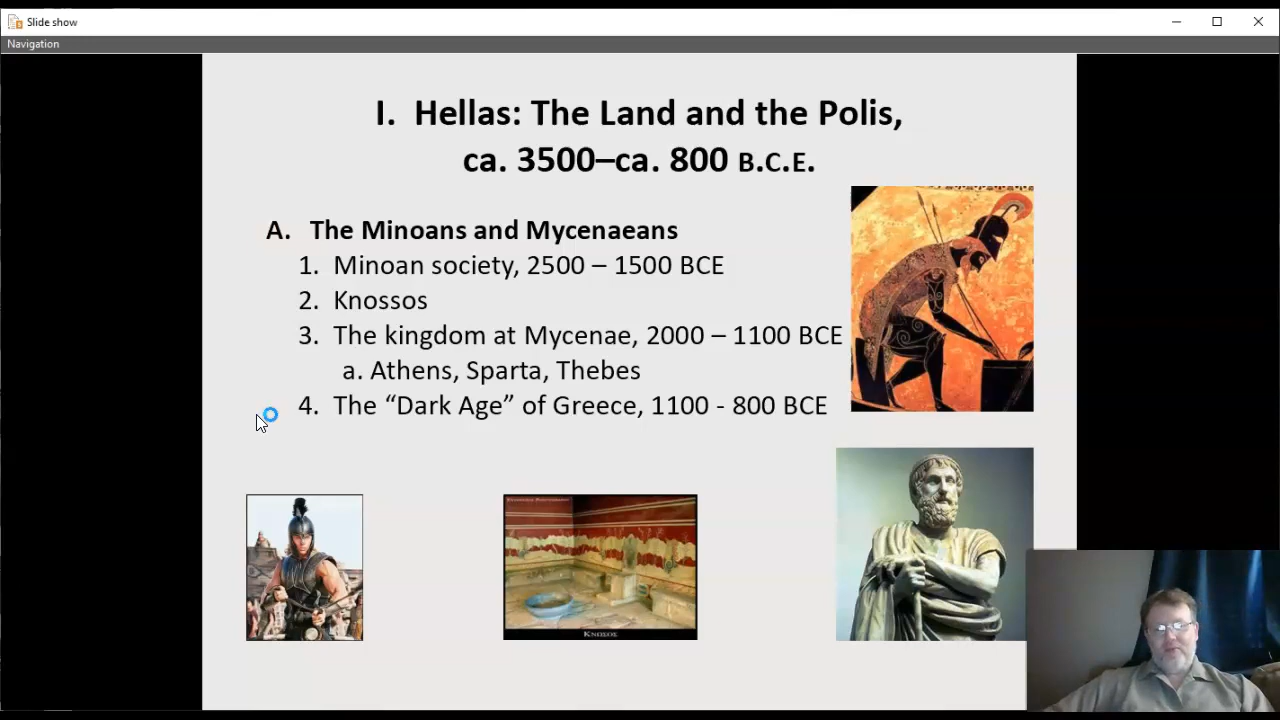 Slide show
Navigation
I. Hellas: The Land and the Polis,
ca. 3500–ca. 800 B.C.E.
A. The Minoans and Mycenaeans
1. Minoan society, 2500 – 1500 BCE
2. Knossos
3. The kingdom at Mycenae, 2000 – 1100 BCE
a. Athens, Sparta, Thebes
4. The “Dark Age” of Greece, 1100 - 800 BCE